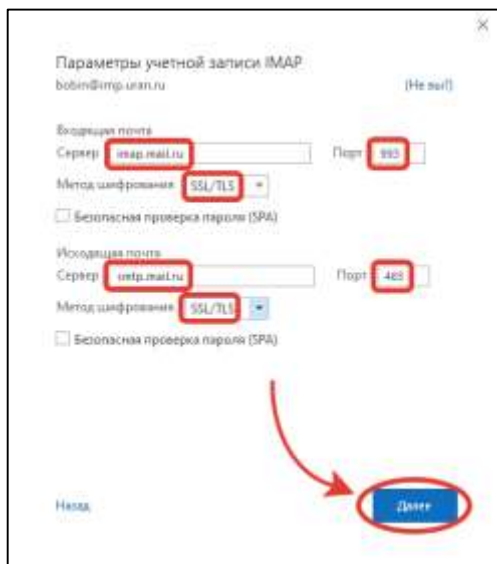 Параметры учетной записи IMAP
bobin@imp.uran.ru (Не вы?)
Входящая почта
Сервер imap.mail.ru Порт 993
Метод шифрования SSL/TLS
Безопасная проверка пароля (SPA)
Исходящая почта
Сервер smtp.mail.ru Порт 465
Метод шифрования SSL/TLS
Безопасная проверка пароля (SPA)
Назад Далее